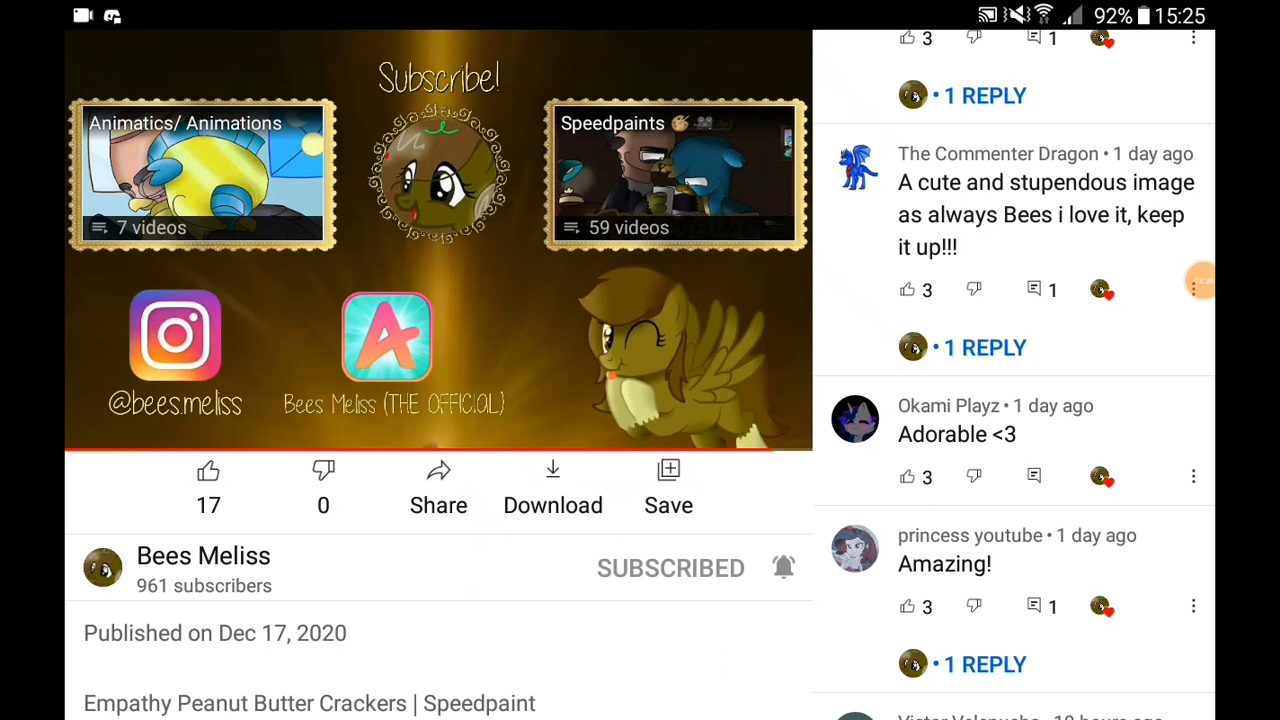 92% 15:25
Subscribe!
Animatics/ Animations
7 videos
Speedpaints
59 videos
@bees.meliss
Bees Meliss (THE OFFICIAL)
17
0
Share
Download
Save
Bees Meliss
961 subscribers
SUBSCRIBED
Published on Dec 17, 2020
Empathy Peanut Butter Crackers | Speedpaint
3
1
• 1 REPLY
The Commenter Dragon • 1 day ago
A cute and stupendous image
as always Bees i love it, keep
it up!!!
3
1
• 1 REPLY
Okami Playz • 1 day ago
Adorable <3
3
princess youtube • 1 day ago
Amazing!
3
1
• 1 REPLY